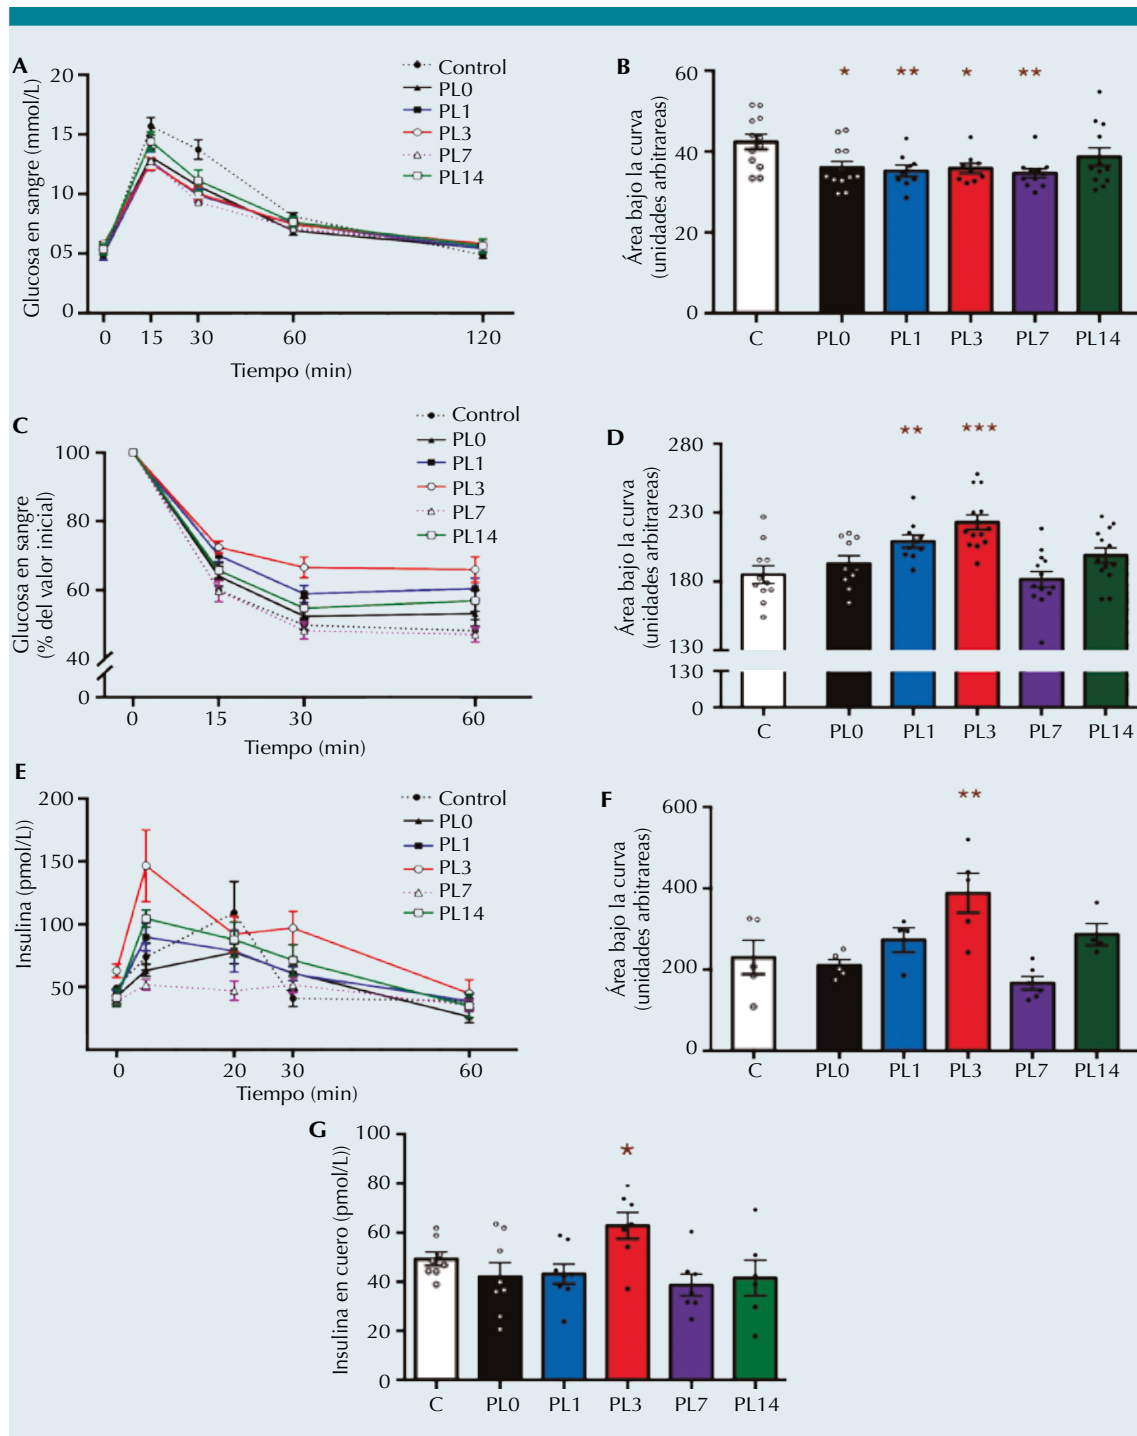 A
Glucosa en sangre (mmol/L)
20
15
10
05
0
0 15 30 60 120
Tiempo (min)
Control
PL0
PL1
PL3
PL7
PL14
B
Área bajo la curva
(unidades arbitrareas)
60
40
20
0
* ** * **
C PL0 PL1 PL3 PL7 PL14
C
Glucosa en sangre
(% del valor inicial)
100
80
60
40
0
0 15 30 60
Tiempo (min)
Control
PL0
PL1
PL3
PL7
PL14
D
Área bajo la curva
(unidades arbitrareas)
280
230
180
130
130
0
** ***
C PL0 PL1 PL3 PL7 PL14
E
Insulina (pmol/L))
200
150
100
50
0 20 30 60
Tiempo (min)
Control
PL0
PL1
PL3
PL7
PL14
F
Área bajo la curva
(unidades arbitrareas)
600
400
200
0
**
C PL0 PL1 PL3 PL7 PL14
G
Insulina en cuero (pmol/L))
100
80
60
40
20
0
*
C PL0 PL1 PL3 PL7 PL14